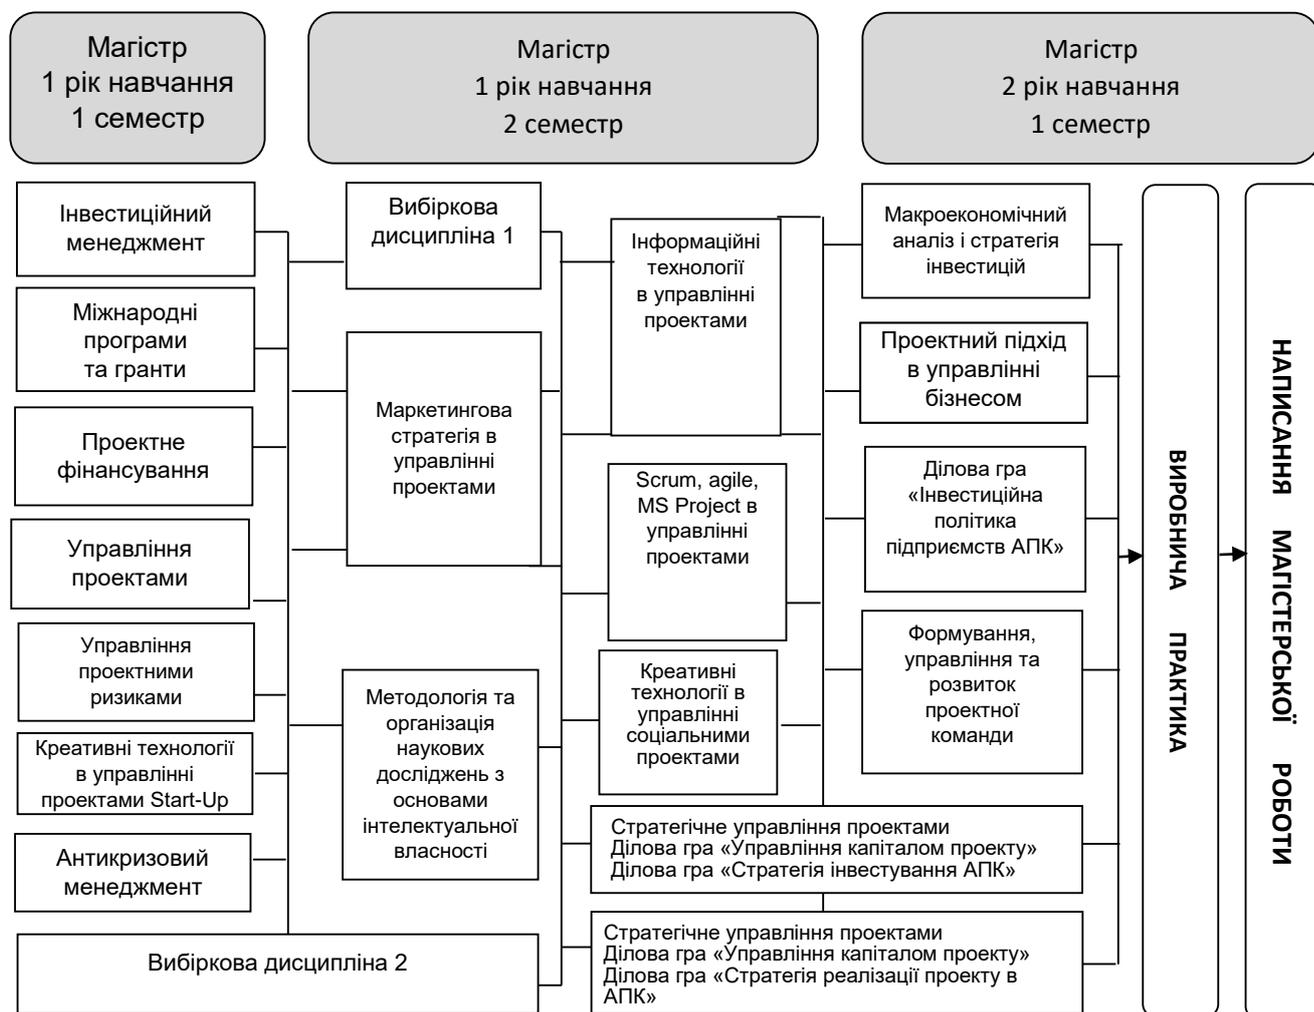 Магістр
1 рік навчання
1 семестр
Магістр
1 рік навчання
2 семестр
Магістр
2 рік навчання
1 семестр
Інвестиційний
менеджмент
Міжнародні
програми
та гранти
Проектне
фінансування
Управління
проектами
Управління
проектними
ризиками
Креативні технології
в управлінні
проектами Start-Up
Антикризовий
менеджмент
Вибіркова дисципліна 2
Вибіркова
дисципліна 1
Маркетингова
стратегія в
управлінні
проектами
Методологія та
організація
наукових
досліджень з
основами
інтелектуальної
власності
Інформаційні
технології
в управлінні
проектами
Scrum, agile,
MS Project в
управлінні
проектами
Креативні
технології в
управлінні
соціальними
проектами
Стратегічне управління проектами
Ділова гра «Управління капіталом проекту»
Ділова гра «Стратегія інвестування АПК»
Стратегічне управління проектами
Ділова гра «Управління капіталом проекту»
Ділова гра «Стратегія реалізації проекту в
АПК»
Макроекономічний
аналіз і стратегія
інвестицій
Проектний підхід
в управлінні
бізнесом
Ділова гра
«Інвестиційна
політика
підприємств АПК»
Формування,
управління та
розвиток
проектної
команди
ВИРОБНИЧА ПРАКТИКА
НАПИСАННЯ МАГІСТЕРСЬКОЇ РОБОТИ